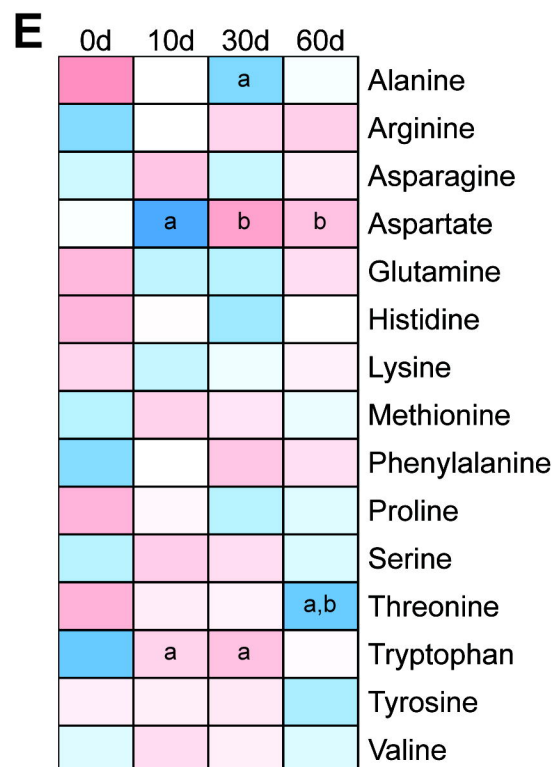 E
0d 10d 30d 60d
a Alanine
Arginine
Asparagine
a b b Aspartate
Glutamine
Histidine
Lysine
Methionine
Phenylalanine
Proline
Serine
a,b Threonine
a a Tryptophan
Tyrosine
Valine